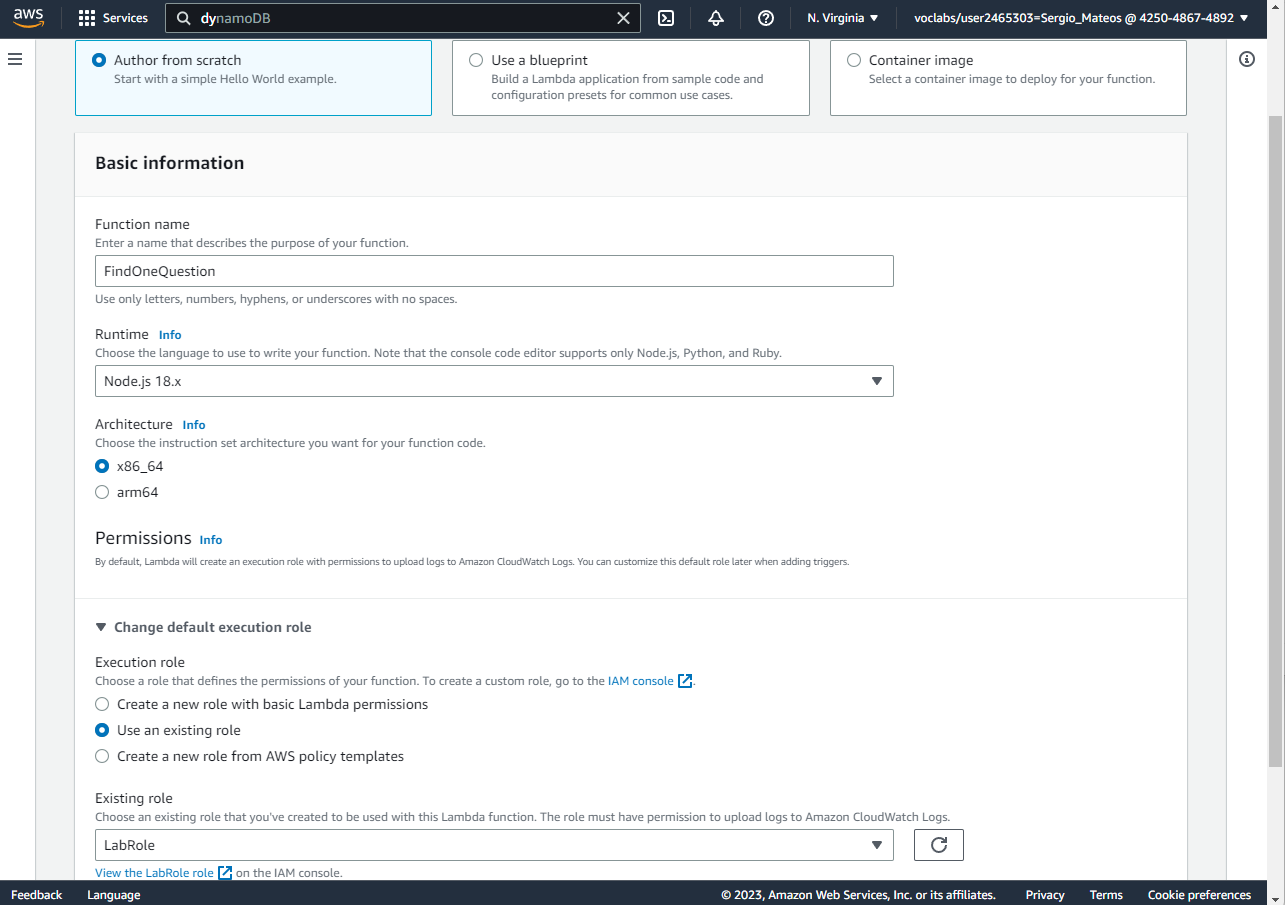 aws
Services
dynamoDB
N. Virginia
voclabs/user2465303=Sergio_Mateos @ 4250-4867-4892
Author from scratch
Start with a simple Hello World example.
Use a blueprint
Build a Lambda application from sample code and
configuration presets for common use cases.
Container image
Select a container image to deploy for your function.
Basic information
Function name
Enter a name that describes the purpose of your function.
FindOneQuestion
Use only letters, numbers, hyphens, or underscores with no spaces.
Runtime Info
Choose the language to use to write your function. Note that the console code editor supports only Node.js, Python, and Ruby.
Node.js 18.x
Architecture Info
Choose the instruction set architecture you want for your function code.
x86_64
arm64
Permissions Info
By default, Lambda will create an execution role with permissions to upload logs to Amazon CloudWatch Logs. You can customize this default role later when adding triggers.
Change default execution role
Execution role
Choose a role that defines the permissions of your function. To create a custom role, go to the IAM console.
Create a new role with basic Lambda permissions
Use an existing role
Create a new role from AWS policy templates
Existing role
Choose an existing role that you've created to be used with this Lambda function. The role must have permission to upload logs to Amazon CloudWatch Logs.
LabRole
View the LabRole role on the IAM console.
Feedback
Language
© 2023, Amazon Web Services, Inc. or its affiliates.
Privacy
Terms
Cookie preferences